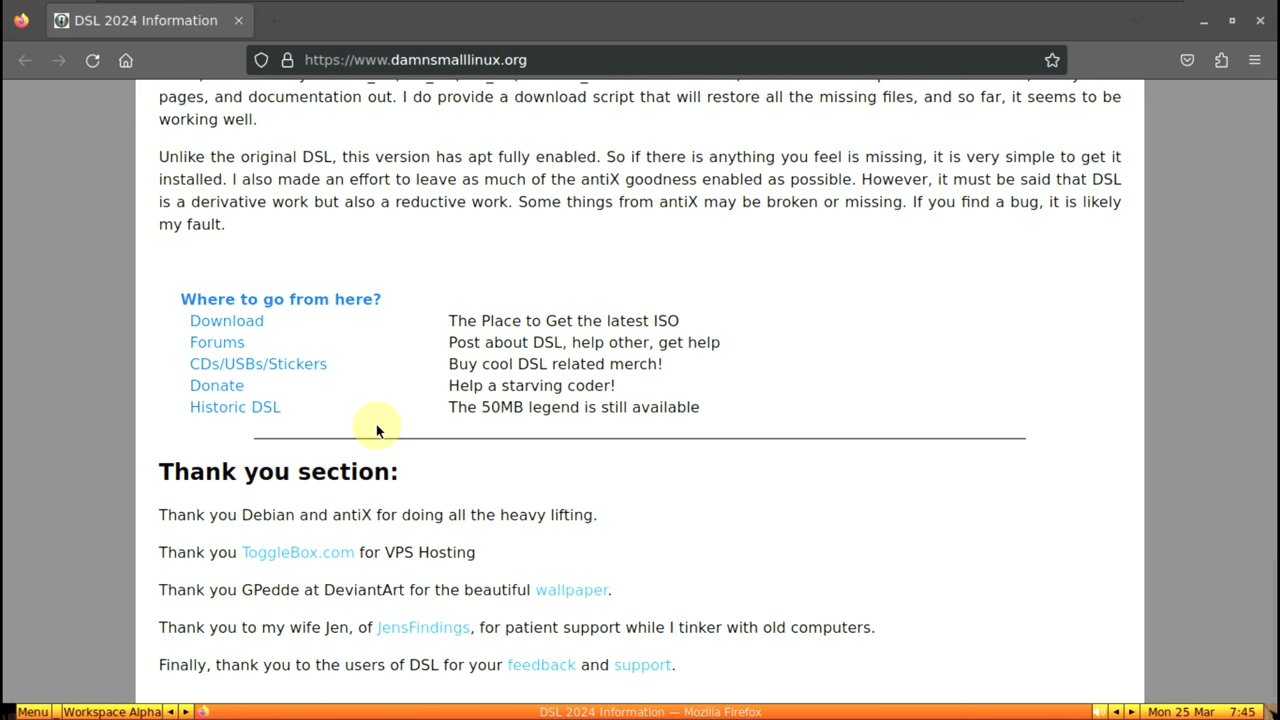 DSL 2024 Information
https://www.damnsmalllinux.org
pages, and documentation out. I do provide a download script that will restore all the missing files, and so far, it seems to be
working well.
Unlike the original DSL, this version has apt fully enabled. So if there is anything you feel is missing, it is very simple to get it
installed. I also made an effort to leave as much of the antiX goodness enabled as possible. However, it must be said that DSL
is a derivative work but also a reductive work. Some things from antiX may be broken or missing. If you find a bug, it is likely
my fault.
Where to go from here?
Download The Place to Get the latest ISO
Forums Post about DSL, help other, get help
CDs/USBs/Stickers Buy cool DSL related merch!
Donate Help a starving coder!
Historic DSL The 50MB legend is still available
Thank you section:
Thank you Debian and antiX for doing all the heavy lifting.
Thank you ToggleBox.com for VPS Hosting
Thank you GPedde at DeviantArt for the beautiful wallpaper.
Thank you to my wife Jen, of JensFindings, for patient support while I tinker with old computers.
Finally, thank you to the users of DSL for your feedback and support.
Menu Workspace Alpha DSL 2024 Information — Mozilla Firefox Mon 25 Mar 7:45